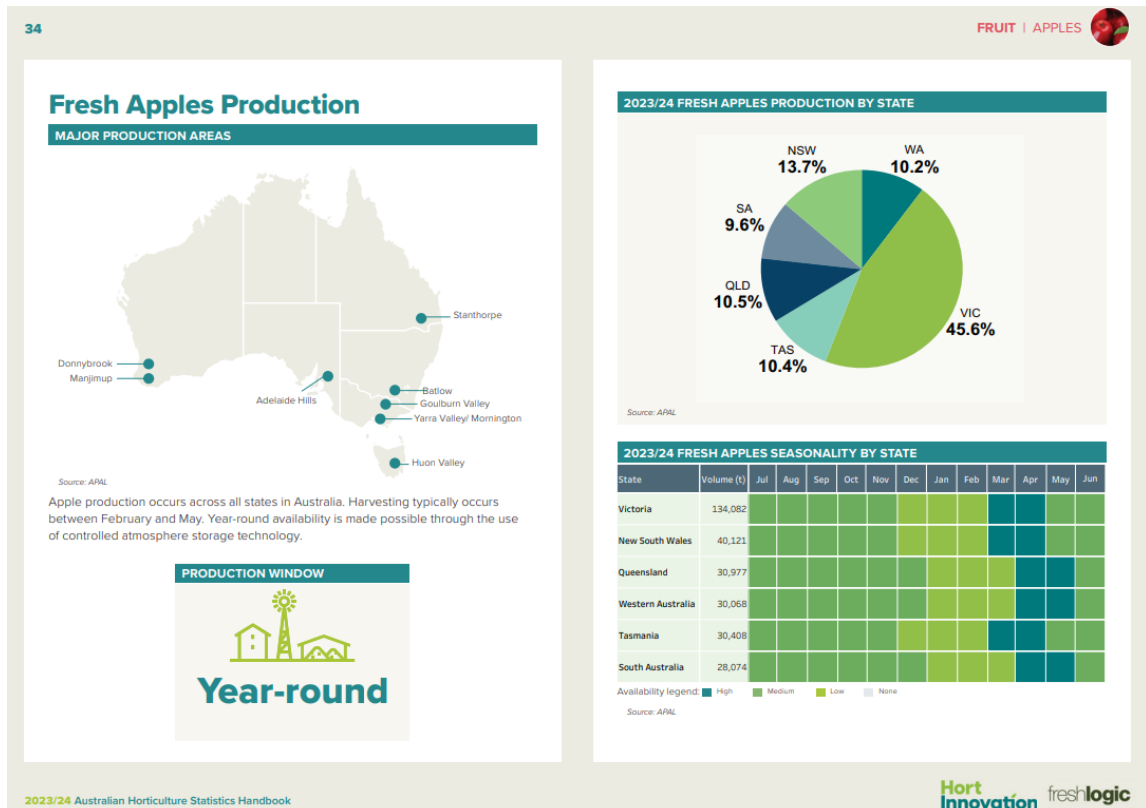 34
FRUIT | APPLES
Fresh Apples Production
MAJOR PRODUCTION AREAS
Stanthorpe
Donnybrook
Manjimup
Adelaide Hills
Batlow
Goulburn Valley
Yarra Valley/ Mornington
Huon Valley
Source: APAL
Apple production occurs across all states in Australia. Harvesting typically occurs
between February and May. Year-round availability is made possible through the use
of controlled atmosphere storage technology.
PRODUCTION WINDOW
Year-round
2023/24 FRESH APPLES PRODUCTION BY STATE
NSW
13.7%
WA
10.2%
SA
9.6%
QLD
10.5%
TAS
10.4%
VIC
45.6%
Source: APAL
2023/24 FRESH APPLES SEASONALITY BY STATE
State Volume (t) Jul Aug Sep Oct Nov Dec Jan Feb Mar Apr May Jun
Victoria 134,082
New South Wales 40,121
Queensland 30,977
Western Australia 30,068
Tasmania 30,408
South Australia 28,074
Availability legend: High Medium Low None
Source: APAL
2023/24 Australian Horticulture Statistics Handbook
Hort
Innovation
freshlogic